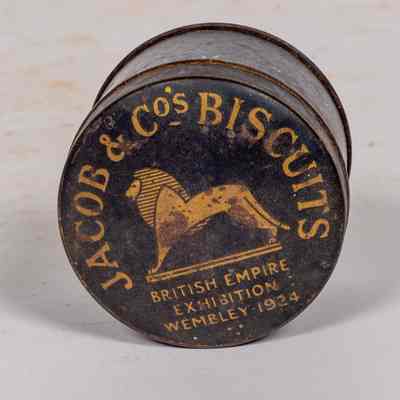 JACOB & Co's BISCUITS
BRITISH EMPIRE
EXHIBITION
WEMBLEY·1924